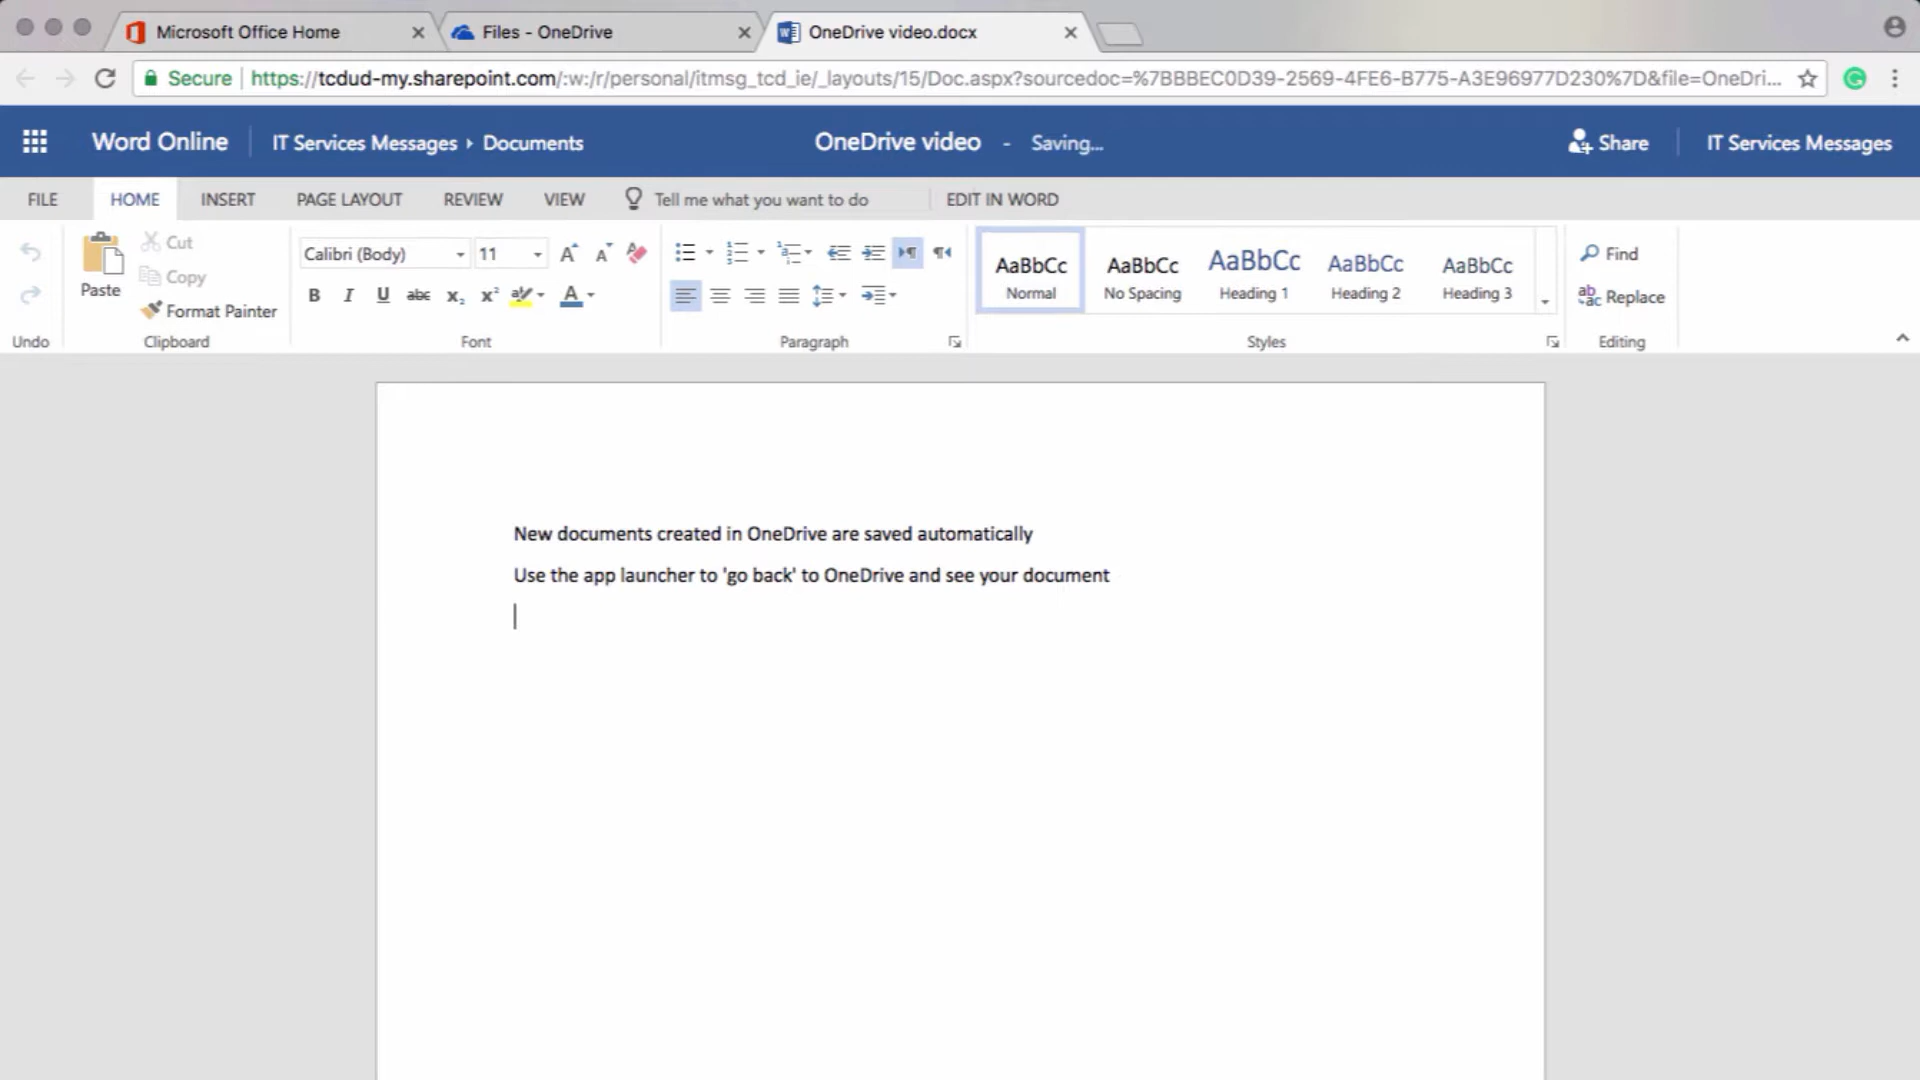 Microsoft Office Home
Files - OneDrive
OneDrive video.docx
Secure https://tcdud-my.sharepoint.com/:w:/r/personal/itmsg_tcd_ie/_layouts/15/Doc.aspx?sourcedoc=%7BBBEC0D39-2569-4FE6-B775-A3E96977D230%7D&file=OneDri...
Word Online IT Services Messages Documents OneDrive video - Saving... Share IT Services Messages
FILE HOME INSERT PAGE LAYOUT REVIEW VIEW Tell me what you want to do EDIT IN WORD
Paste
Cut
Copy
Format Painter
Calibri (Body) 11
B I U abc x₂ x² A
AaBbCc AaBbCc AaBbCc AaBbCc AaBbCc
Normal No Spacing Heading 1 Heading 2 Heading 3
Find
Replace
Undo Clipboard Font Paragraph Styles Editing
New documents created in OneDrive are saved automatically
Use the app launcher to 'go back' to OneDrive and see your document